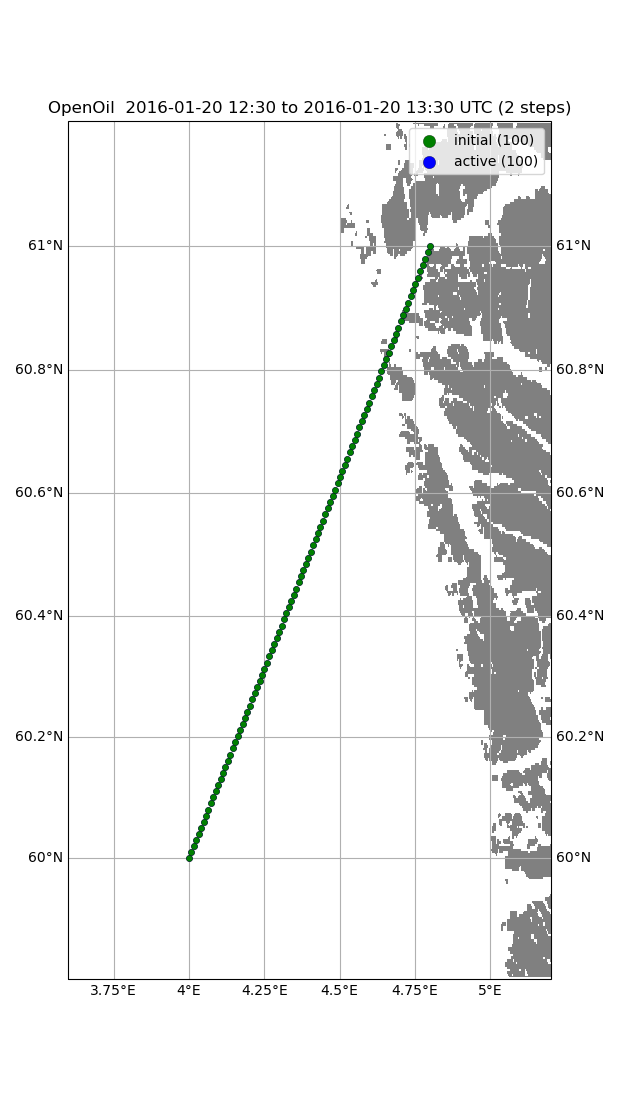 OpenOil  2016-01-20 12:30 to 2016-01-20 13:30 UTC (2 steps)
initial (100)
active (100)
61°N 61°N
60.8°N 60.8°N
60.6°N 60.6°N
60.4°N 60.4°N
60.2°N 60.2°N
60°N 60°N
3.75°E 4°E 4.25°E 4.5°E 4.75°E 5°E